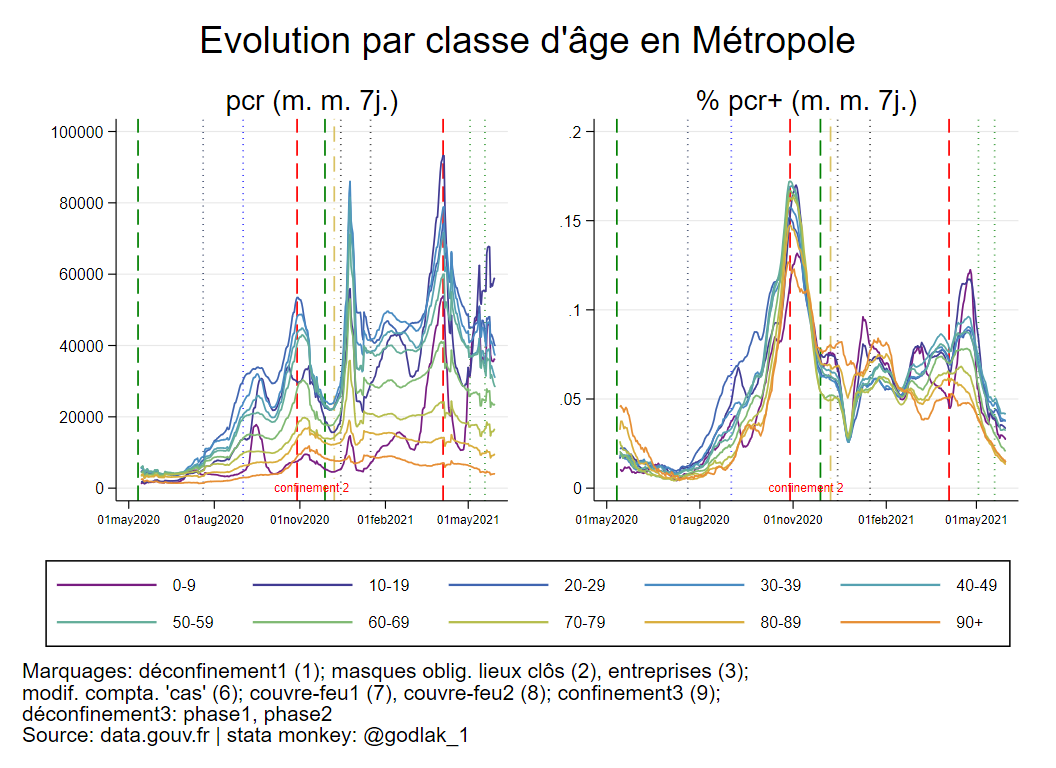 Evolution par classe d'âge en Métropole
pcr (m. m. 7j.)
100000
80000
60000
40000
20000
0
confinement 2
01may2020 01aug2020 01nov2020 01feb2021 01may2021
% pcr+ (m. m. 7j.)
.2
.15
.1
.05
0
confinement 2
01may2020 01aug2020 01nov2020 01feb2021 01may2021
0-9 10-19 20-29 30-39 40-49
50-59 60-69 70-79 80-89 90+
Marquages: déconfinement1 (1); masques oblig. lieux clôs (2), entreprises (3);
modif. compta. 'cas' (6); couvre-feu1 (7), couvre-feu2 (8); confinement3 (9);
déconfinement3: phase1, phase2
Source: data.gouv.fr | stata monkey: @godlak_1